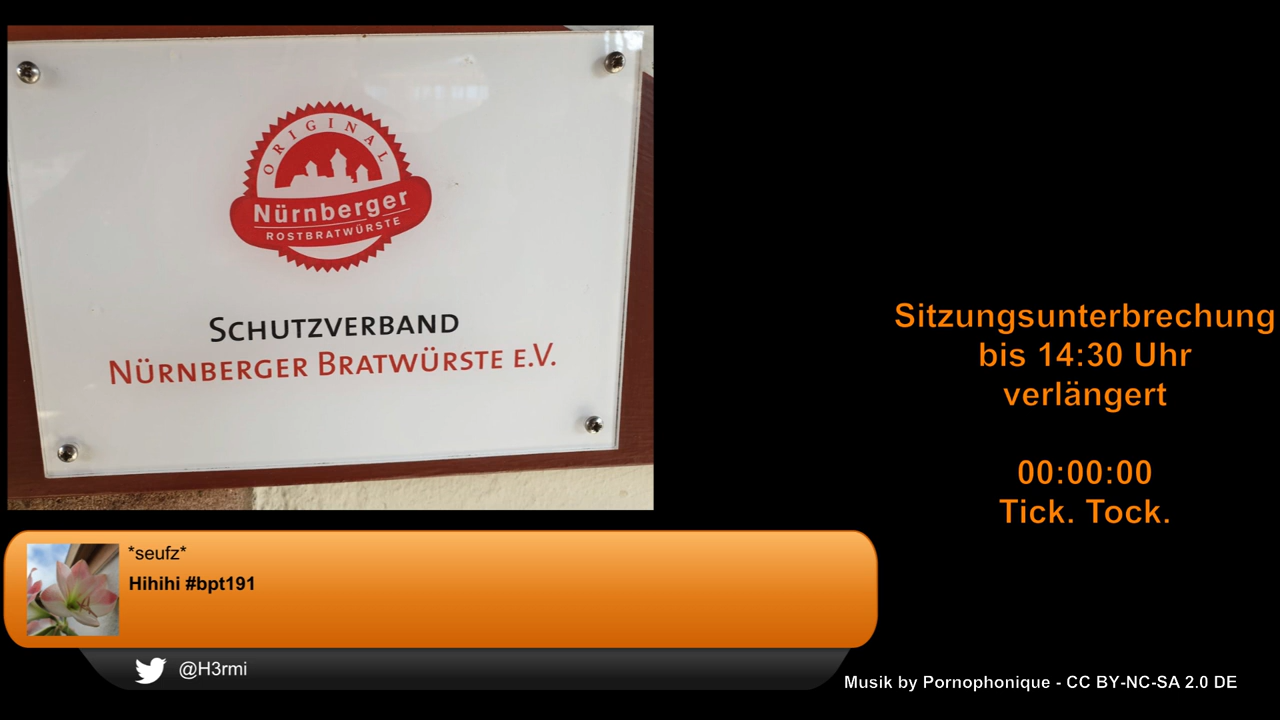 ORIGINAL
Nürnberger
ROSTBRATWÜRSTE
SCHUTZVERBAND
NÜRNBERGER BRATWÜRSTE E.V.
Sitzungsunterbrechung
bis 14:30 Uhr
verlängert
00:00:00
Tick. Tock.
*seufz*
Hihihi #bpt191
@H3rmi
Musik by Pornophonique - CC BY-NC-SA 2.0 DE